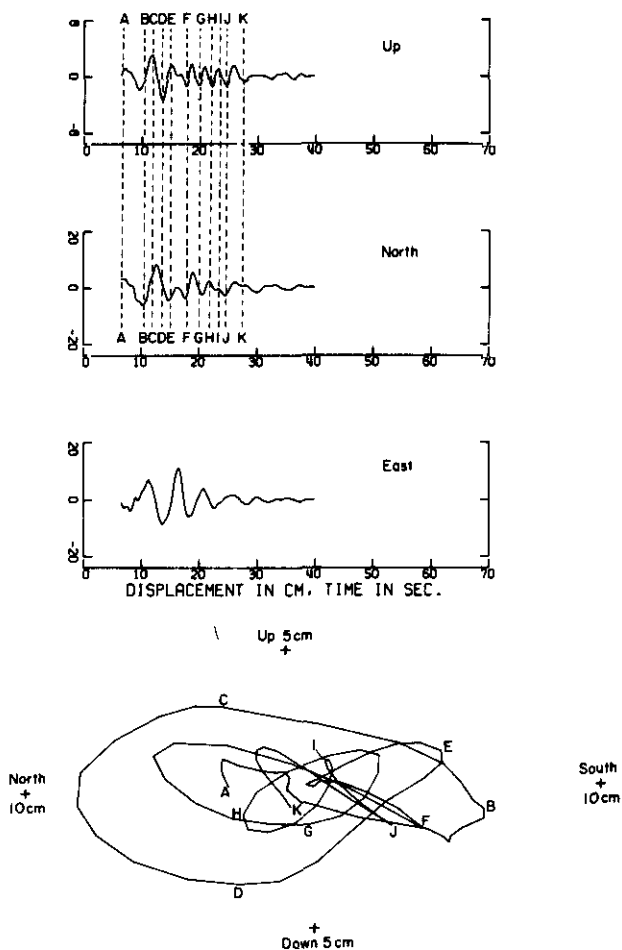 A BCDE F GHIJ K
8
0
-8
Up
0 10 20 30 40 50 60 70
20
0
-20
North
A BCDE F GHIJ K
0 10 20 30 40 50 60 70
20
0
-20
East
0 10 20 30 40 50 60 70
DISPLACEMENT IN CM, TIME IN SEC.
Up 5cm
+
C
I
E
North
+
10cm
South
+
10cm
A
B
H
K
G
J
F
D
+
Down 5cm